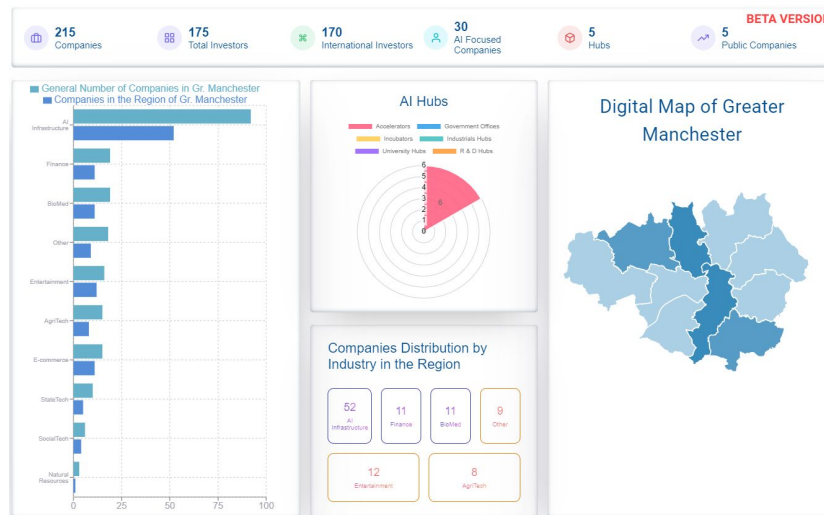 BETA VERSION
215
Companies
175
Total Investors
170
International Investors
30
AI Focused
Companies
5
Hubs
5
Public Companies
General Number of Companies in Gr. Manchester
Companies in the Region of Gr. Manchester
AI
Infrastructure
Finance
BioMed
Other
Entertainment
AgriTech
E-commerce
StateTech
SocialTech
Natural
Resources
0 25 50 75 100
AI Hubs
Accelerators Government Offices
Incubators Industrials Hubs
University Hubs R & D Hubs
6
5
4
3
2
1
0
6
Companies Distribution by
Industry in the Region
52
AI
Infrastructure
11
Finance
11
BioMed
9
Other
12
Entertainment
8
AgriTech
Digital Map of Greater
Manchester